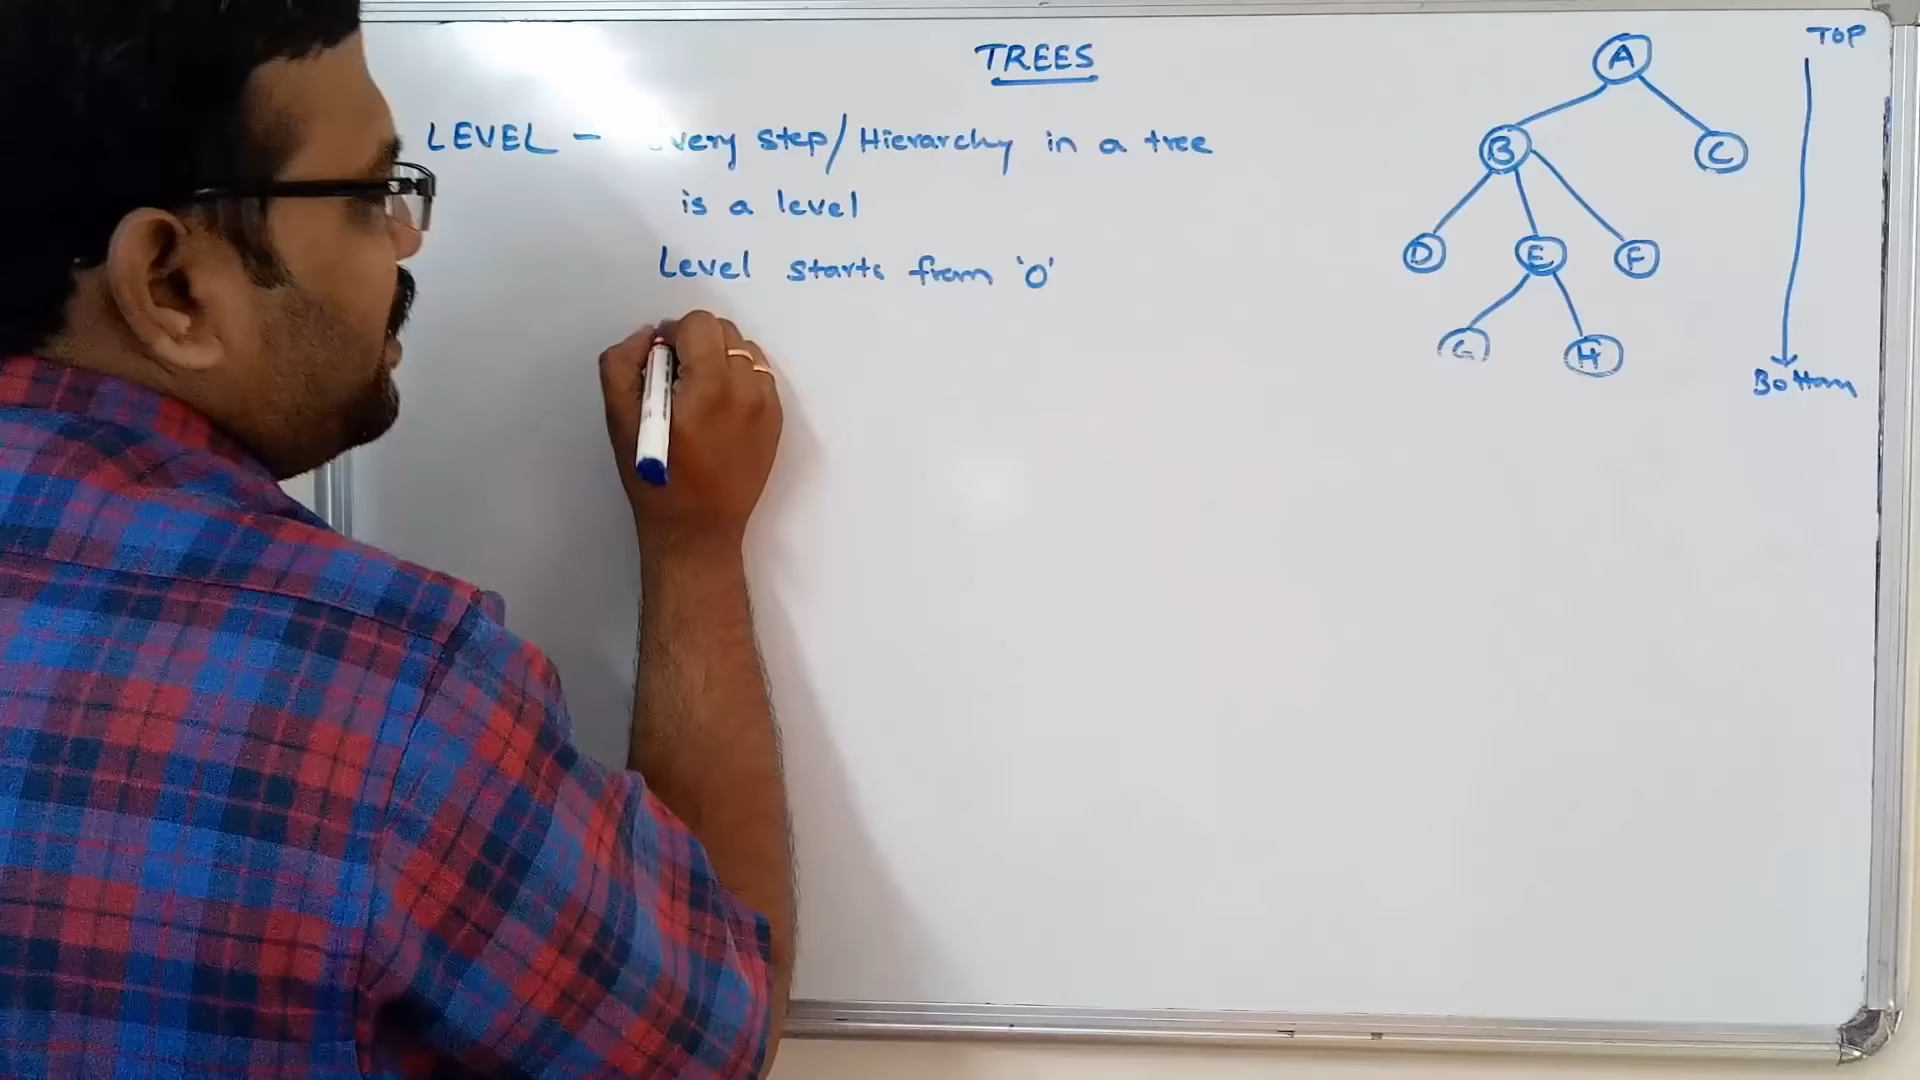 TREES
LEVEL - very step/Hierarchy in a tree
is a level
Level starts from '0'
TOP
A
B
C
D
E
F
G
H
Bottom